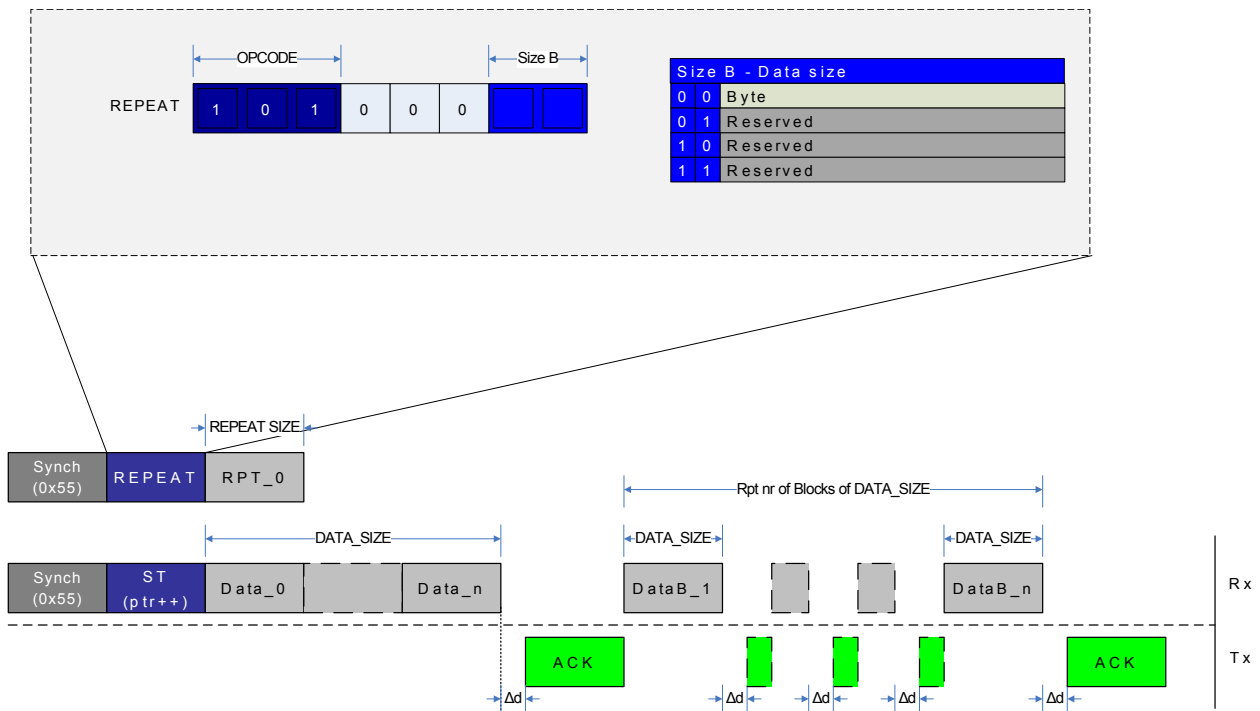 OPCODE
Size B
REPEAT
1 0 1 0 0 0
Size B - Data size
0 0 Byte
0 1 Reserved
1 0 Reserved
1 1 Reserved
REPEAT SIZE
Synch
(0x55)
REPEAT
RPT_0
Rpt nr of Blocks of DATA_SIZE
DATA_SIZE
DATA_SIZE
DATA_SIZE
Synch
(0x55)
ST
(ptr++)
Data_0
Data_n
DataB_1
DataB_n
Rx
ACK
ACK
Tx
Δd
Δd
Δd
Δd
Δd